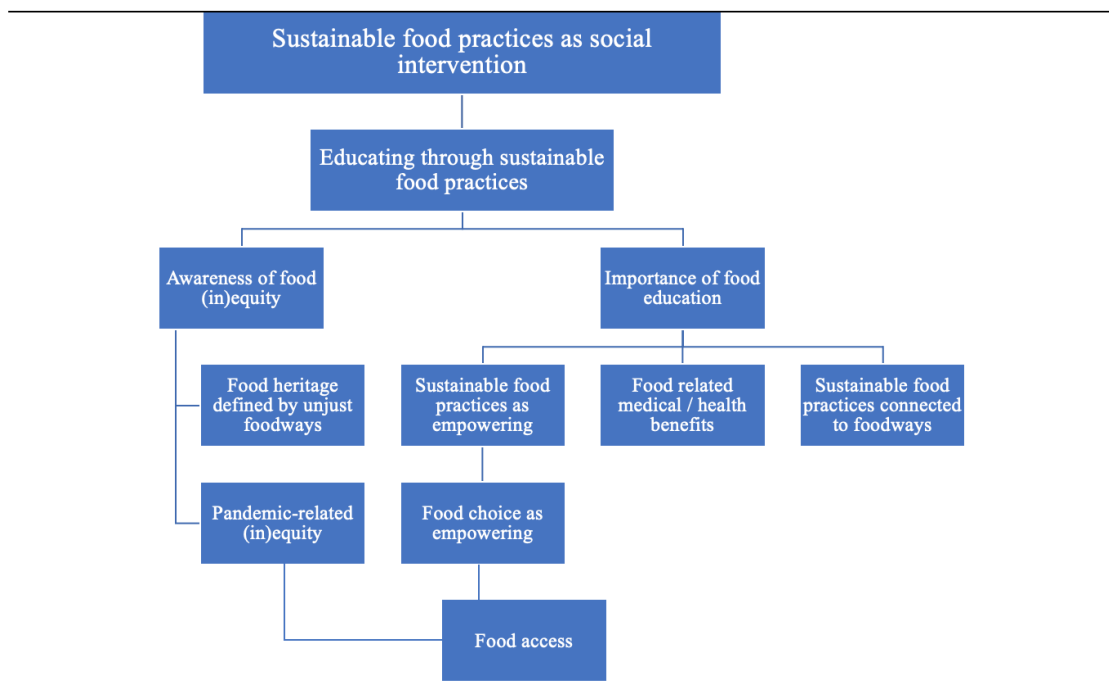 Sustainable food practices as social
intervention
Educating through sustainable
food practices
Awareness of food
(in)equity
Importance of food
education
Food heritage
defined by unjust
foodways
Sustainable food
practices as
empowering
Food related
medical / health
benefits
Sustainable food
practices connected
to foodways
Pandemic-related
(in)equity
Food choice as
empowering
Food access